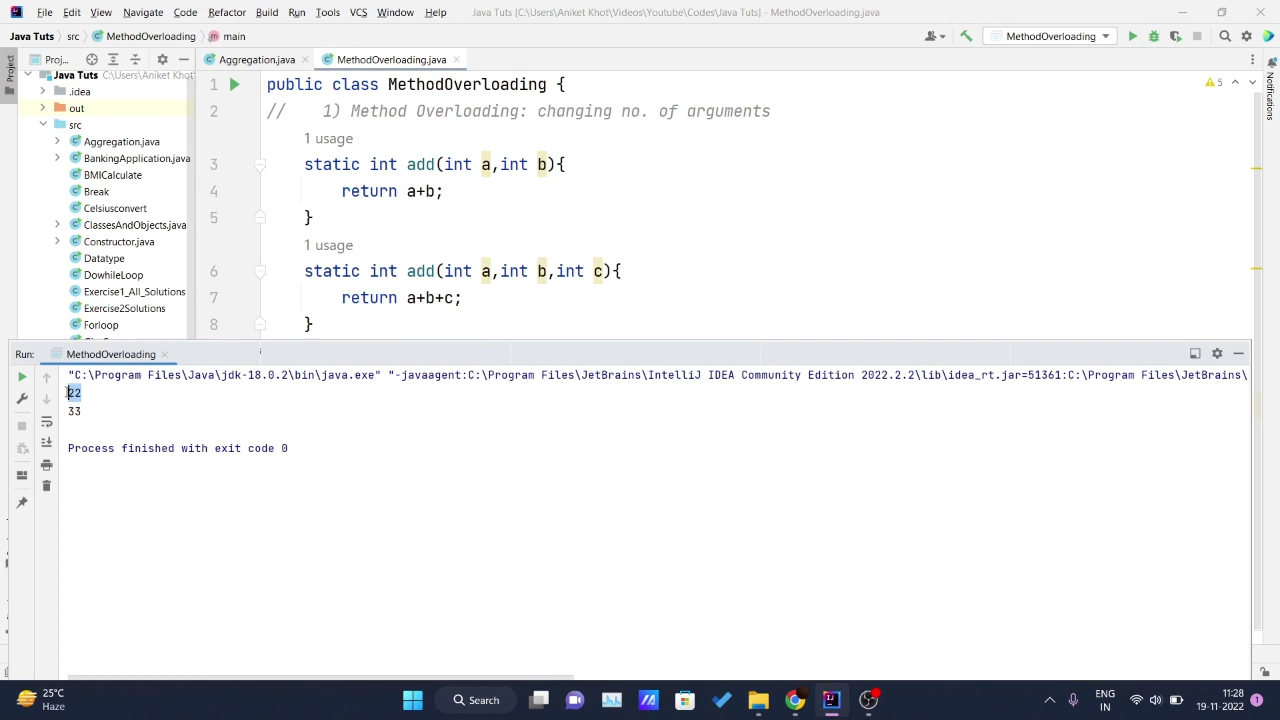 File Edit View Navigate Code Refactor Build Run Tools VCS Window Help Java Tuts [C:\Users\Aniket Khot\Videos\Youtube\Codes\Java Tuts] - MethodOverloading.java
Java Tuts src MethodOverloading main MethodOverloading
Project
Proj... Aggregation.java MethodOverloading.java
Notifications
Java Tuts C:\Users\Aniket Khot
.idea
out
src
Aggregation.java
BankingApplication.java
BMICalculate
Break
Celsiusconvert
ClassesAndObjects.java
Constructor.java
Datatype
DowhileLoop
Exercise1_All_Solutions
Exercise2Solutions
Forloop
5
1 public class MethodOverloading {
2 // 1) Method Overloading: changing no. of arguments
1 usage
3 static int add(int a,int b){
4 return a+b;
5 }
1 usage
6 static int add(int a,int b,int c){
7 return a+b+c;
8 }
Run: MethodOverloading
"C:\Program Files\Java\jdk-18.0.2\bin\java.exe" "-javaagent:C:\Program Files\JetBrains\IntelliJ IDEA Community Edition 2022.2.2\lib\idea_rt.jar=51361:C:\Program Files\JetBrains\
22
33
Process finished with exit code 0
25°C
Haze
Search
ENG
IN
11:28
19-11-2022
1